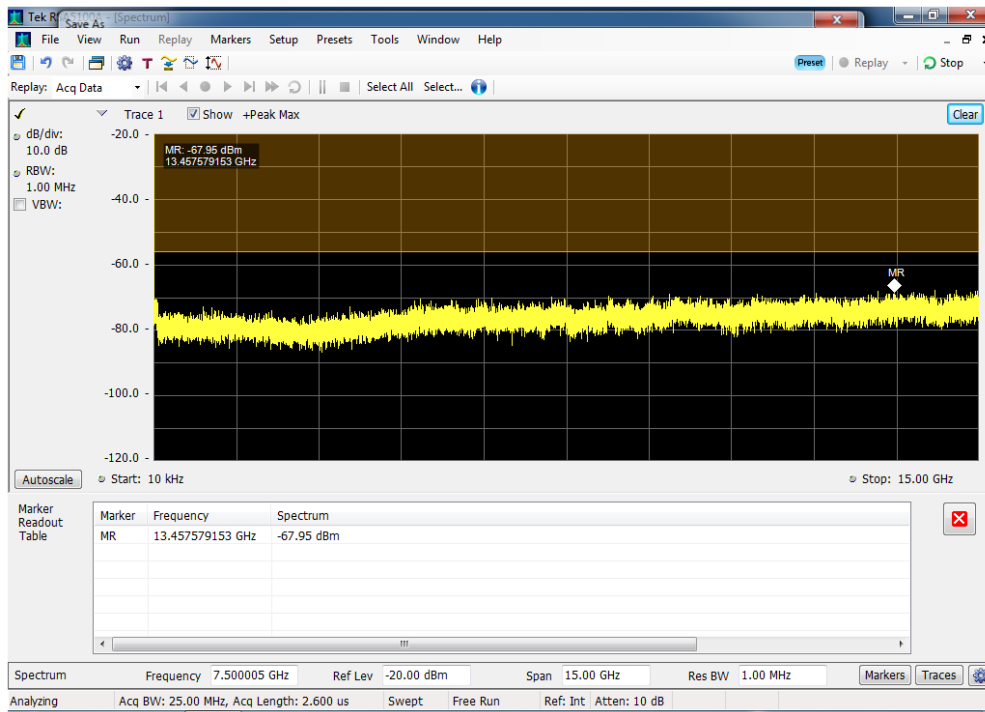 Tek RSA5100A - [Spectrum]
Save As
File View Run Replay Markers Setup Presets Tools Window Help
Preset Replay Stop
Replay: Acq Data Select All Select...
Trace 1 Show +Peak Max Clear
dB/div:
10.0 dB
RBW:
1.00 MHz
VBW:
-20.0
MR: -67.95 dBm
13.457579153 GHz
-40.0
-60.0
MR
-80.0
-100.0
-120.0
Autoscale Start: 10 kHz Stop: 15.00 GHz
Marker
Readout
Table
Marker Frequency Spectrum
MR 13.457579153 GHz -67.95 dBm
Spectrum Frequency 7.500005 GHz Ref Lev -20.00 dBm Span 15.00 GHz Res BW 1.00 MHz Markers Traces
Analyzing Acq BW: 25.00 MHz, Acq Length: 2.600 us Swept Free Run Ref: Int Atten: 10 dB